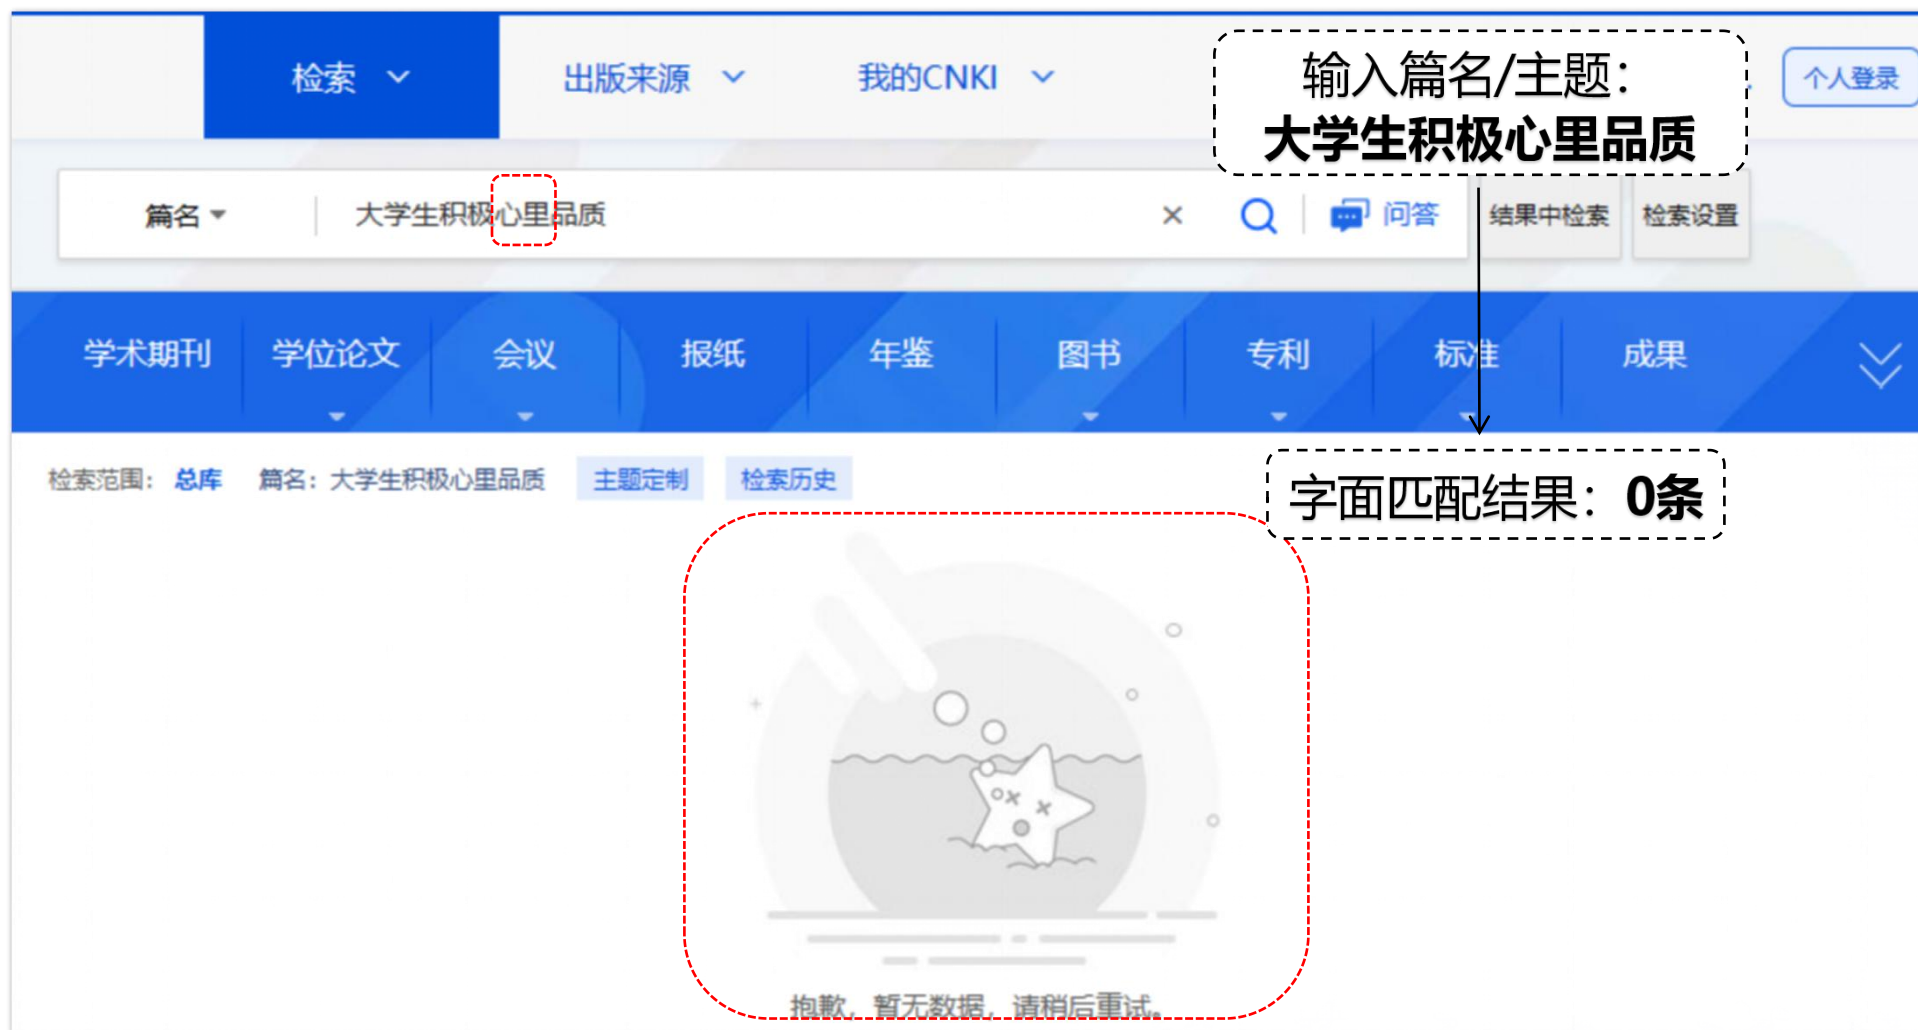 检索 出版来源 我的CNKI 个人登录
输入篇名/主题：
大学生积极心里品质
篇名 大学生积极心里品质 × 问答 结果中检索 检索设置
学术期刊 学位论文 会议 报纸 年鉴 图书 专利 标准 成果
检索范围：总库 篇名：大学生积极心里品质 主题定制 检索历史
字面匹配结果：0条
抱歉，暂无数据，请稍后重试。